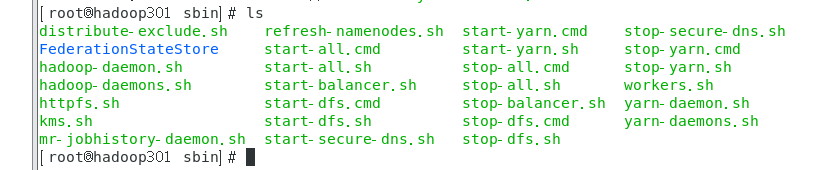 [root@hadoop301 sbin]# ls
distribute-exclude.sh refresh-namenodes.sh start-yarn.cmd stop-secure-dns.sh
FederationStateStore start-all.cmd start-yarn.sh stop-yarn.cmd
hadoop-daemon.sh start-all.sh stop-all.cmd stop-yarn.sh
hadoop-daemons.sh start-balancer.sh stop-all.sh workers.sh
httpfs.sh start-dfs.cmd stop-balancer.sh yarn-daemon.sh
kms.sh start-dfs.sh stop-dfs.cmd yarn-daemons.sh
mr-jobhistory-daemon.sh start-secure-dns.sh stop-dfs.sh
[root@hadoop301 sbin]#